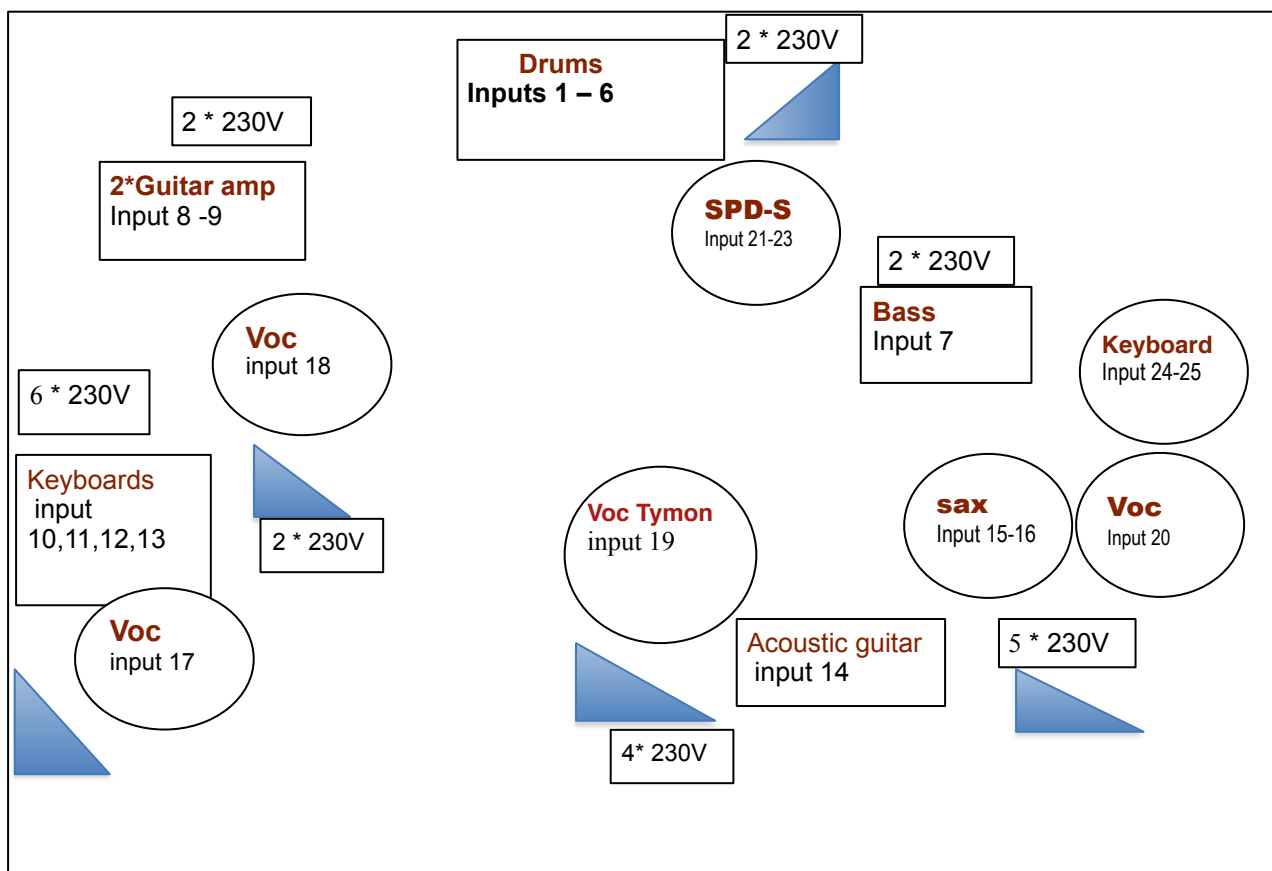 2 * 230V
Drums
Inputs 1 – 6
2 * 230V
2*Guitar amp
Input 8 -9
SPD-S
Input 21-23
2 * 230V
Bass
Input 7
Voc
input 18
Keyboard
Input 24-25
6 * 230V
Keyboards
input
10,11,12,13
2 * 230V
Voc Tymon
input 19
sax
Input 15-16
Voc
Input 20
Voc
input 17
Acoustic guitar
input 14
5 * 230V
4* 230V